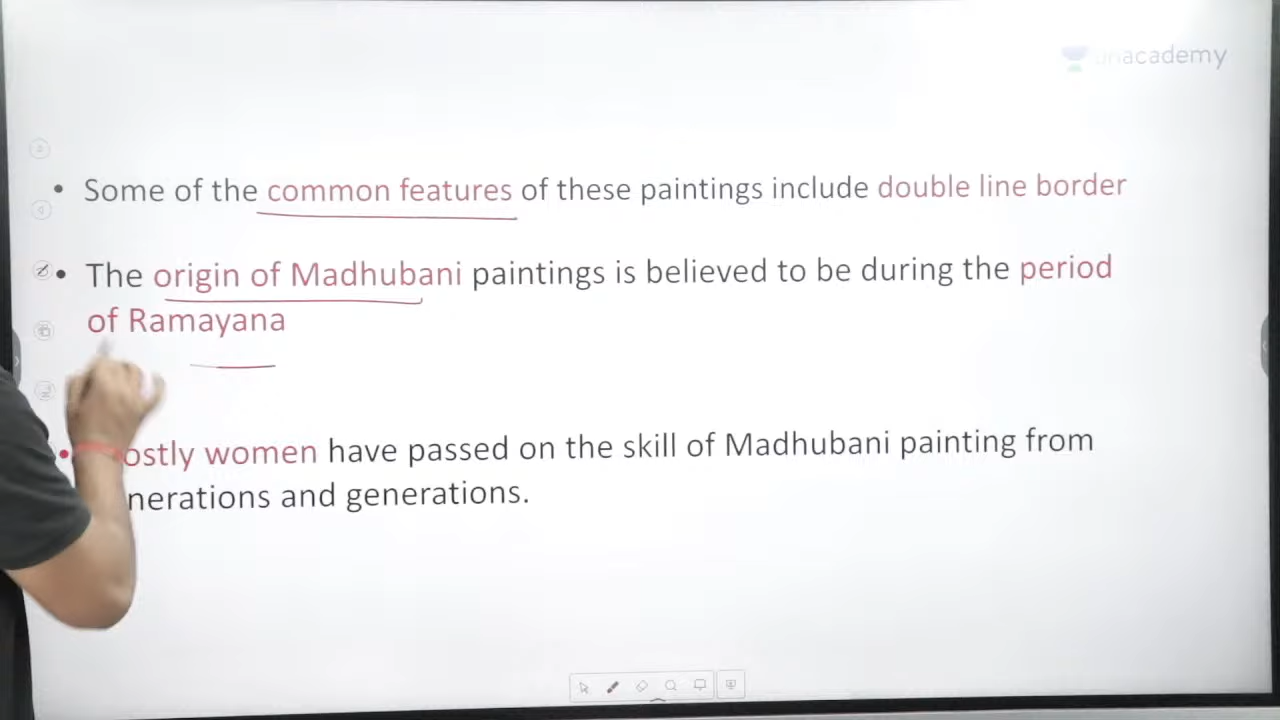 unacademy
• Some of the common features of these paintings include double line border
• The origin of Madhubani paintings is believed to be during the period
of Ramayana
• women have passed on the skill of Madhubani painting from
and generations.